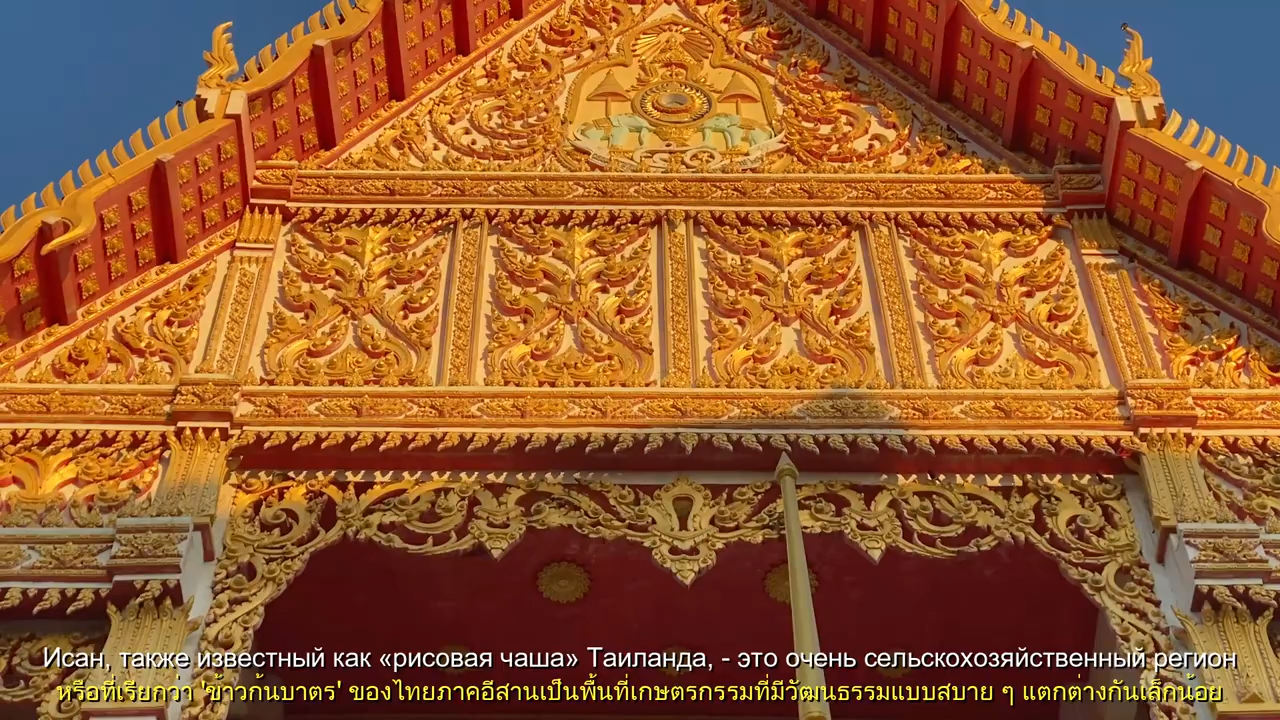 Исан, также известный как «рисовая чаша» Таиланда, - это очень сельскохозяйственный регион
หรือที่เรียกว่า 'ข้าวก้นบาตร' ของไทยภาคอีสานเป็นพื้นที่เกษตรกรรมที่มีวัฒนธรรมแบบสบาย ๆ แตกต่างกันเล็กน้อย